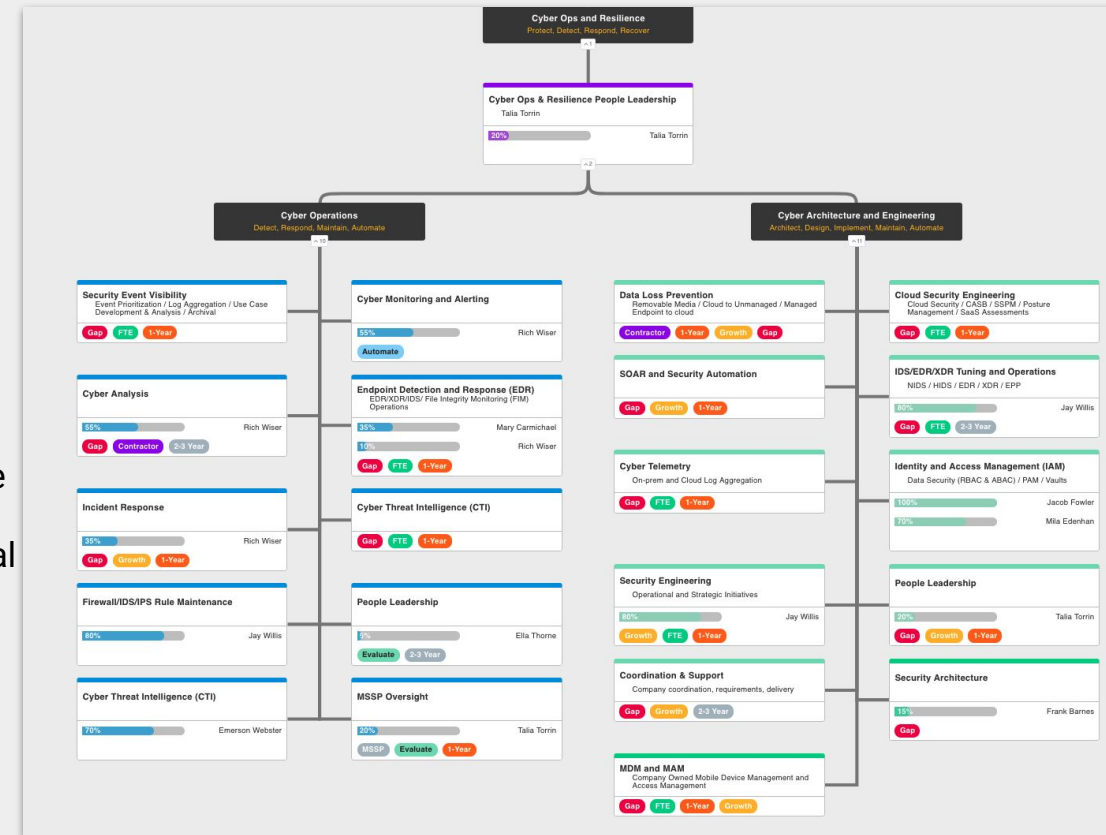 Cyber Ops and Resilience
Protect, Detect, Respond, Recover
^1
Cyber Ops & Resilience People Leadership
Talia Torrin
20% Talia Torrin
^2
Cyber Operations
Detect, Respond, Maintain, Automate
^10
Security Event Visibility
Event Prioritization / Log Aggregation / Use Case
Development & Analysis / Archival
Gap FTE 1-Year
Cyber Monitoring and Alerting
55% Rich Wiser
Automate
Cyber Analysis
55% Rich Wiser
Gap Contractor 2-3 Year
Endpoint Detection and Response (EDR)
EDR/XDR/IDS/ File Integrity Monitoring (FIM)
Operations
35% Mary Carmichael
10% Rich Wiser
Gap FTE 1-Year
Incident Response
35% Rich Wiser
Gap Growth 1-Year
Cyber Threat Intelligence (CTI)
Gap FTE 1-Year
Firewall/IDS/IPS Rule Maintenance
80% Jay Willis
People Leadership
5% Ella Thorne
Evaluate 2-3 Year
Cyber Threat Intelligence (CTI)
70% Emerson Webster
MSSP Oversight
20% Talia Torrin
MSSP Evaluate 1-Year
Cyber Architecture and Engineering
Architect, Design, Implement, Maintain, Automate
^11
Data Loss Prevention
Removable Media / Cloud to Unmanaged / Managed
Endpoint to cloud
Contractor 1-Year Growth Gap
Cloud Security Engineering
Cloud Security / CASB / SSPM / Posture
Management / SaaS Assessments
Gap FTE 1-Year
SOAR and Security Automation
Gap Growth 1-Year
IDS/EDR/XDR Tuning and Operations
NIDS / HIDS / EDR / XDR / EPP
80% Jay Willis
Gap FTE 2-3 Year
Cyber Telemetry
On-prem and Cloud Log Aggregation
Gap FTE 1-Year
Identity and Access Management (IAM)
Data Security (RBAC & ABAC) / PAM / Vaults
100% Jacob Fowler
70% Mila Edenhan
Security Engineering
Operational and Strategic Initiatives
80% Jay Willis
Growth FTE 1-Year
People Leadership
20% Talia Torrin
Gap Growth 1-Year
Coordination & Support
Company coordination, requirements, delivery
Gap Growth 2-3 Year
Security Architecture
15% Frank Barnes
Gap
MDM and MAM
Company Owned Mobile Device Management and
Access Management
Gap FTE 1-Year Growth
e
al